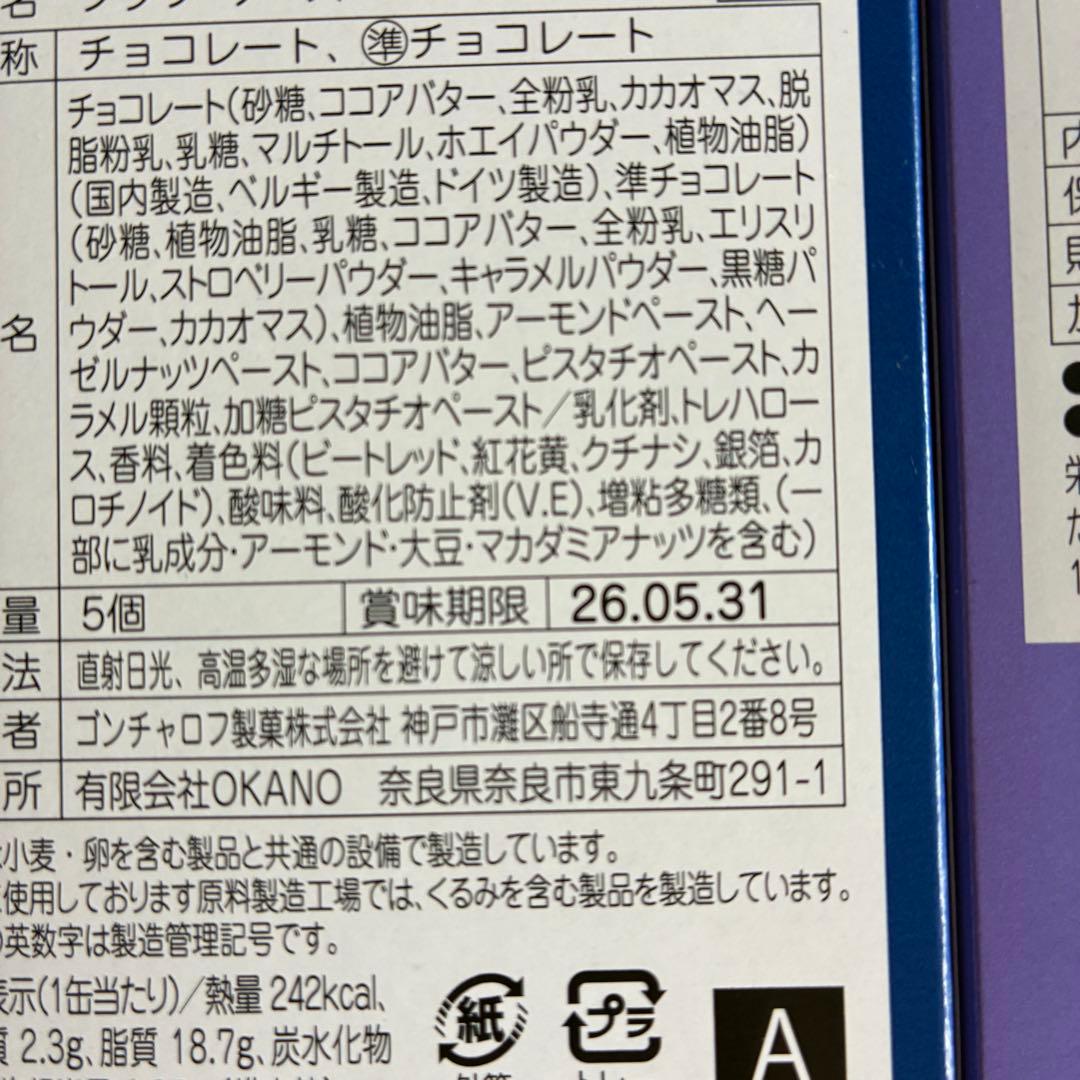 称 チョコレート、準チョコレート
チョコレート(砂糖、ココアバター、全粉乳、カカオマス、脱
脂粉乳、乳糖、マルチトール、ホエイパウダー、植物油脂)
(国内製造、ベルギー製造、ドイツ製造)、準チョコレート
(砂糖、植物油脂、乳糖、ココアバター、全粉乳、エリスリ
トール、ストロベリーパウダー、キャラメルパウダー、黒糖パ
名 ウダー、カカオマス)、植物油脂、アーモンドペースト、ヘー
ゼルナッツペースト、ココアバター、ピスタチオペースト、カ
ラメル顆粒、加糖ピスタチオペースト/乳化剤、トレハロー
ス、香料、着色料(ビートレッド、紅花黄、クチナシ、銀箔、カ
ロチノイド)、酸味料、酸化防止剤(V.E)、増粘多糖類、(一
部に乳成分・アーモンド・大豆・マカダミアナッツを含む)
量 5個 賞味期限 26.05.31
法 直射日光、高温多湿な場所を避けて涼しい所で保存してください。
者 ゴンチャロフ製菓株式会社 神戸市灘区船寺通4丁目2番8号
所 有限会社OKANO 奈良県奈良市東九条町291-1
小麦・卵を含む製品と共通の設備で製造しています。
使用しております原料製造工場では、くるみを含む製品を製造しています。
英数字は製造管理記号です。
表示(1缶当たり)/熱量 242kcal、
質 2.3g、脂質 18.7g、炭水化物
紙
プラ
A
内
保